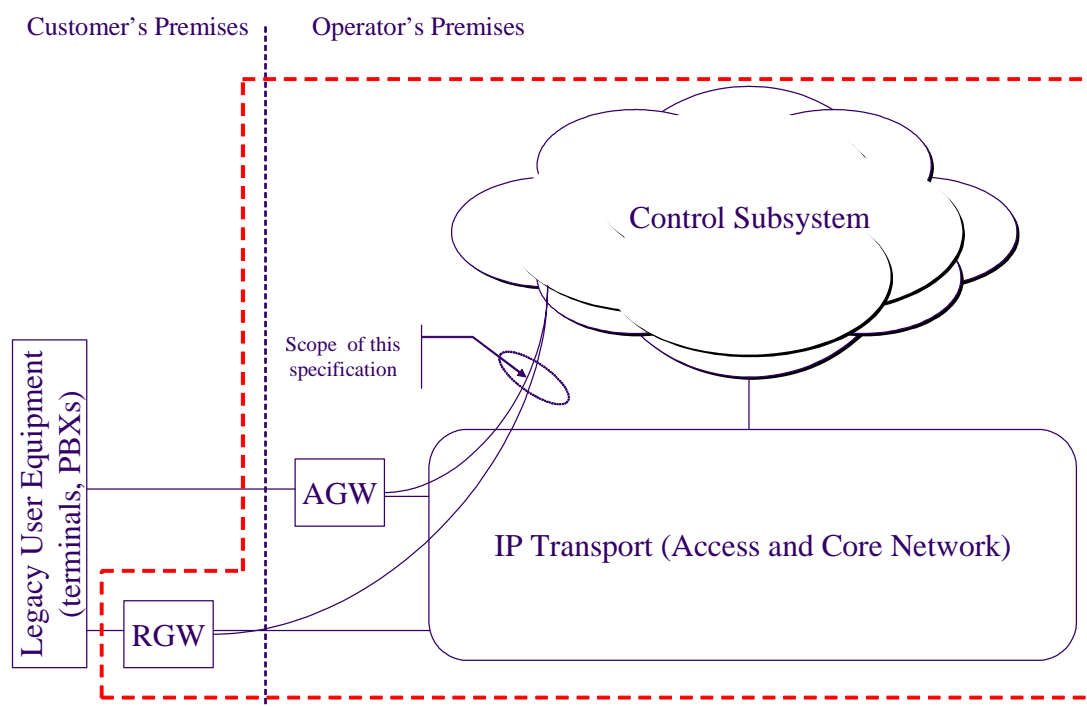 Customer’s Premises
Operator’s Premises
Control Subsystem
Scope of this
specification
Legacy User Equipment
(terminals, PBXs)
AGW
IP Transport (Access and Core Network)
RGW